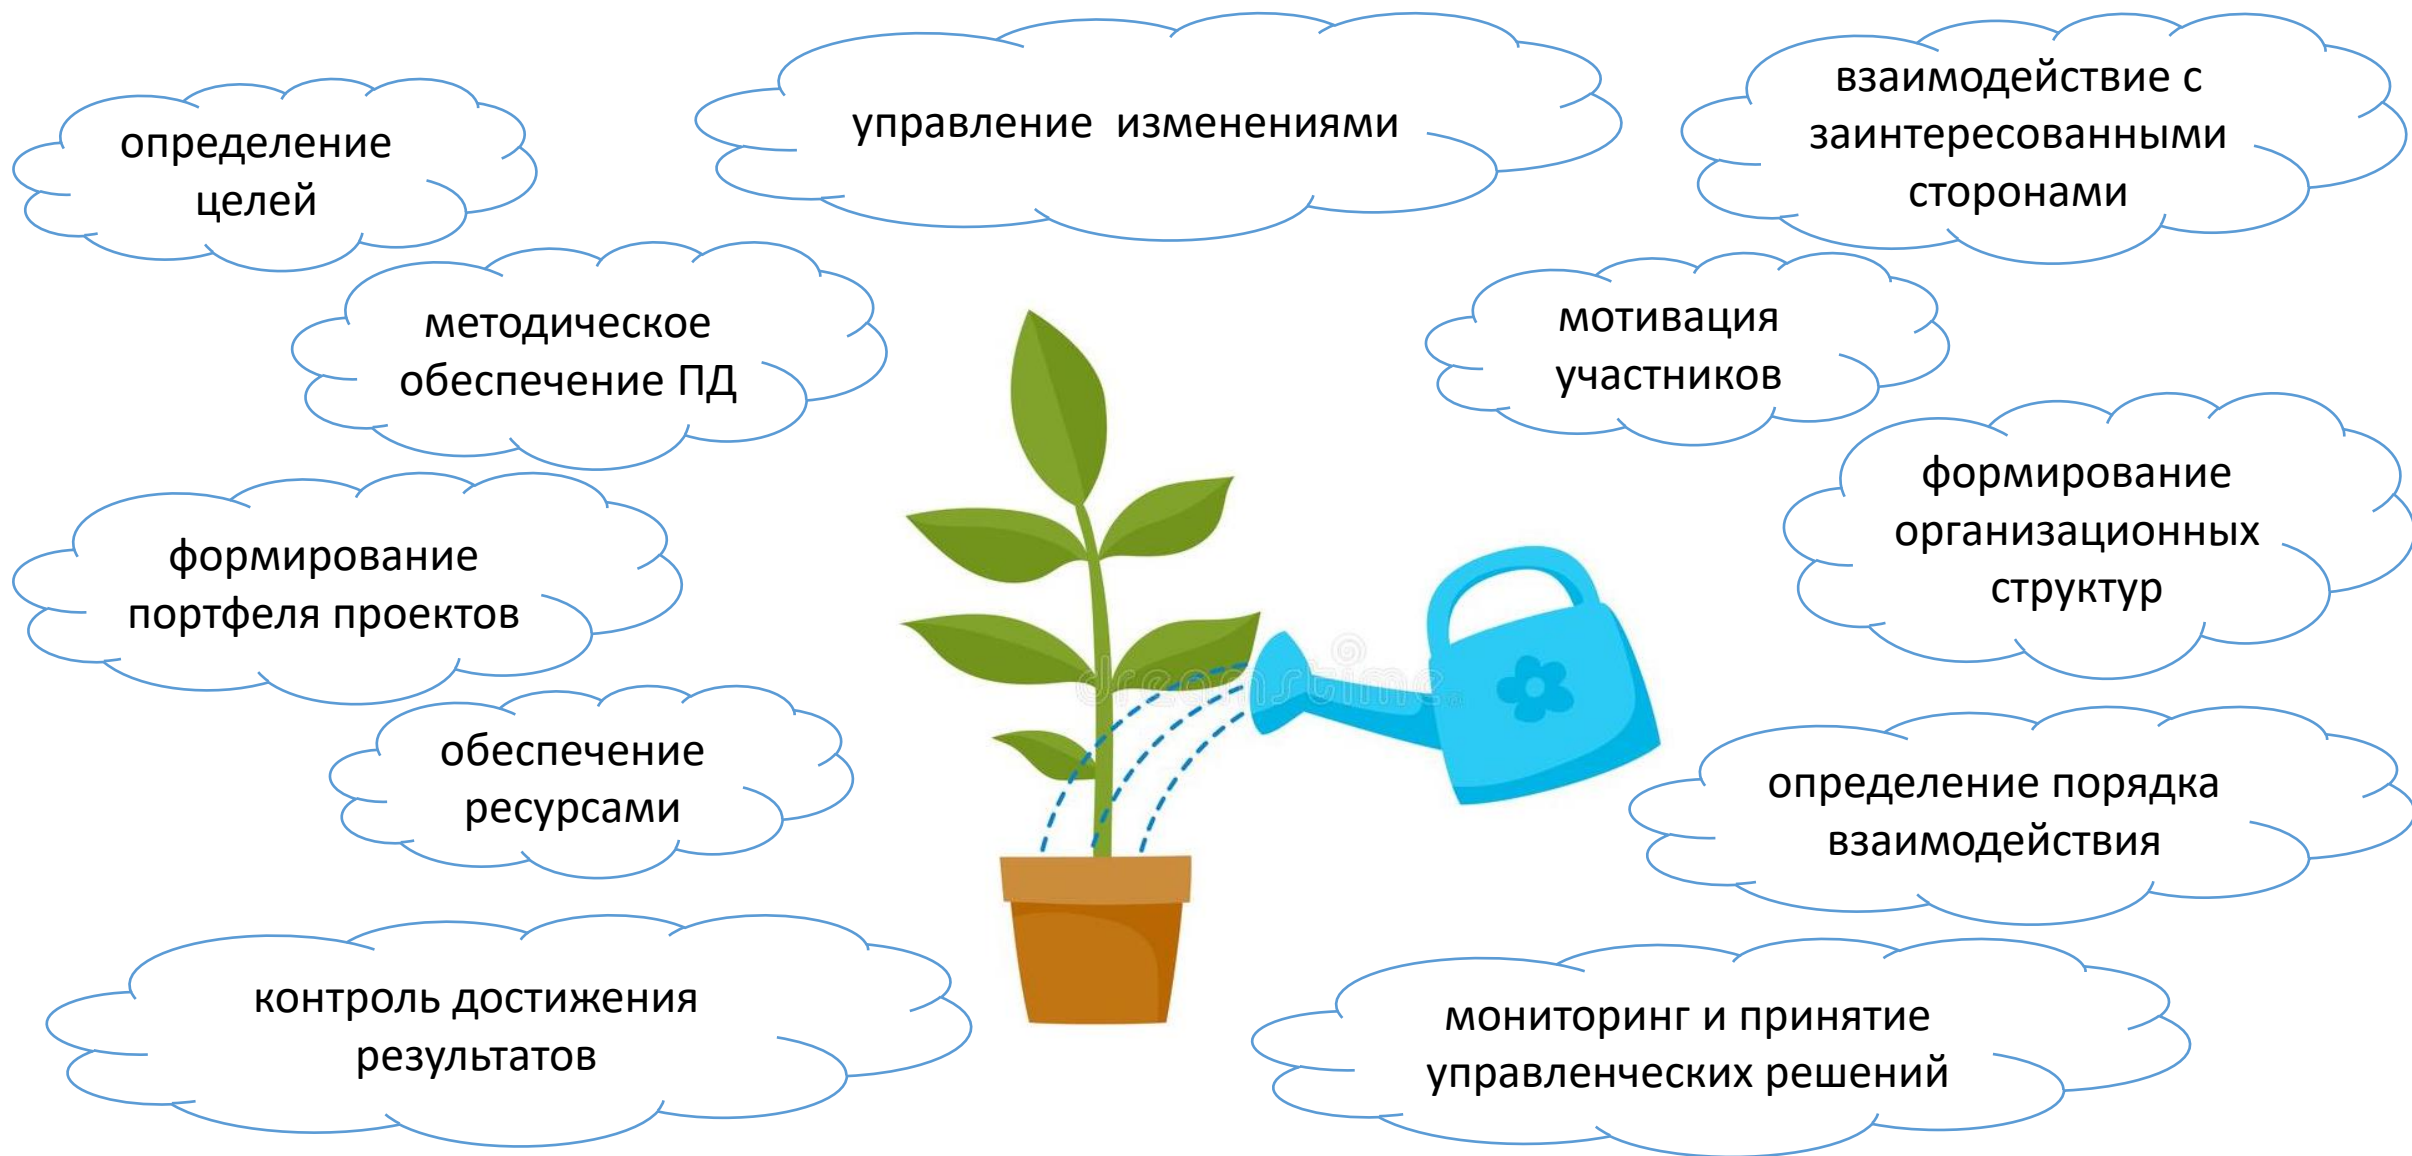 определение
целей
управление  изменениями
взаимодействие с
заинтересованными
сторонами
методическое
обеспечение ПД
мотивация
участников
формирование
портфеля проектов
формирование
организационных
структур
dreamstime
обеспечение
ресурсами
определение порядка
взаимодействия
контроль достижения
результатов
мониторинг и принятие
управленческих решений